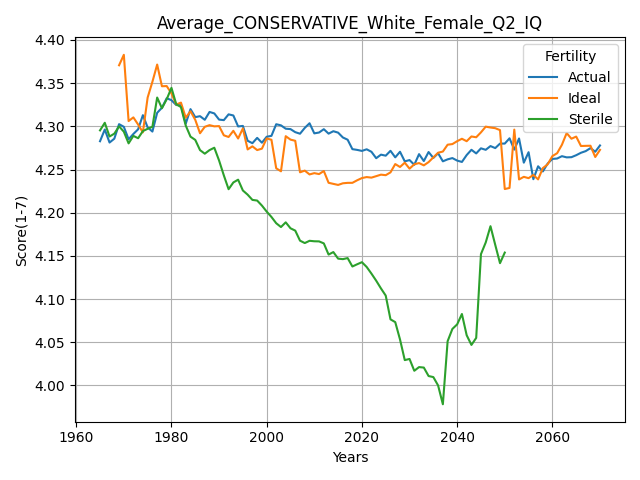 Average_CONSERVATIVE_White_Female_Q2_IQ
Fertility
Actual
Ideal
Sterile
Score(1-7)
4.40
4.35
4.30
4.25
4.20
4.15
4.10
4.05
4.00
1960 1980 2000 2020 2040 2060
Years